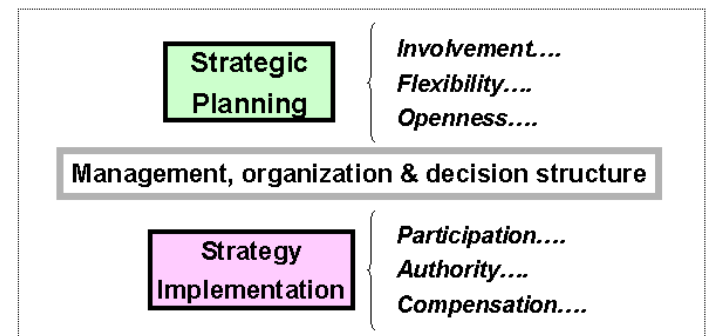 Strategic
Planning
Involvement....
Flexibility....
Openness....
Management, organization & decision structure
Strategy
Implementation
Participation....
Authority....
Compensation....